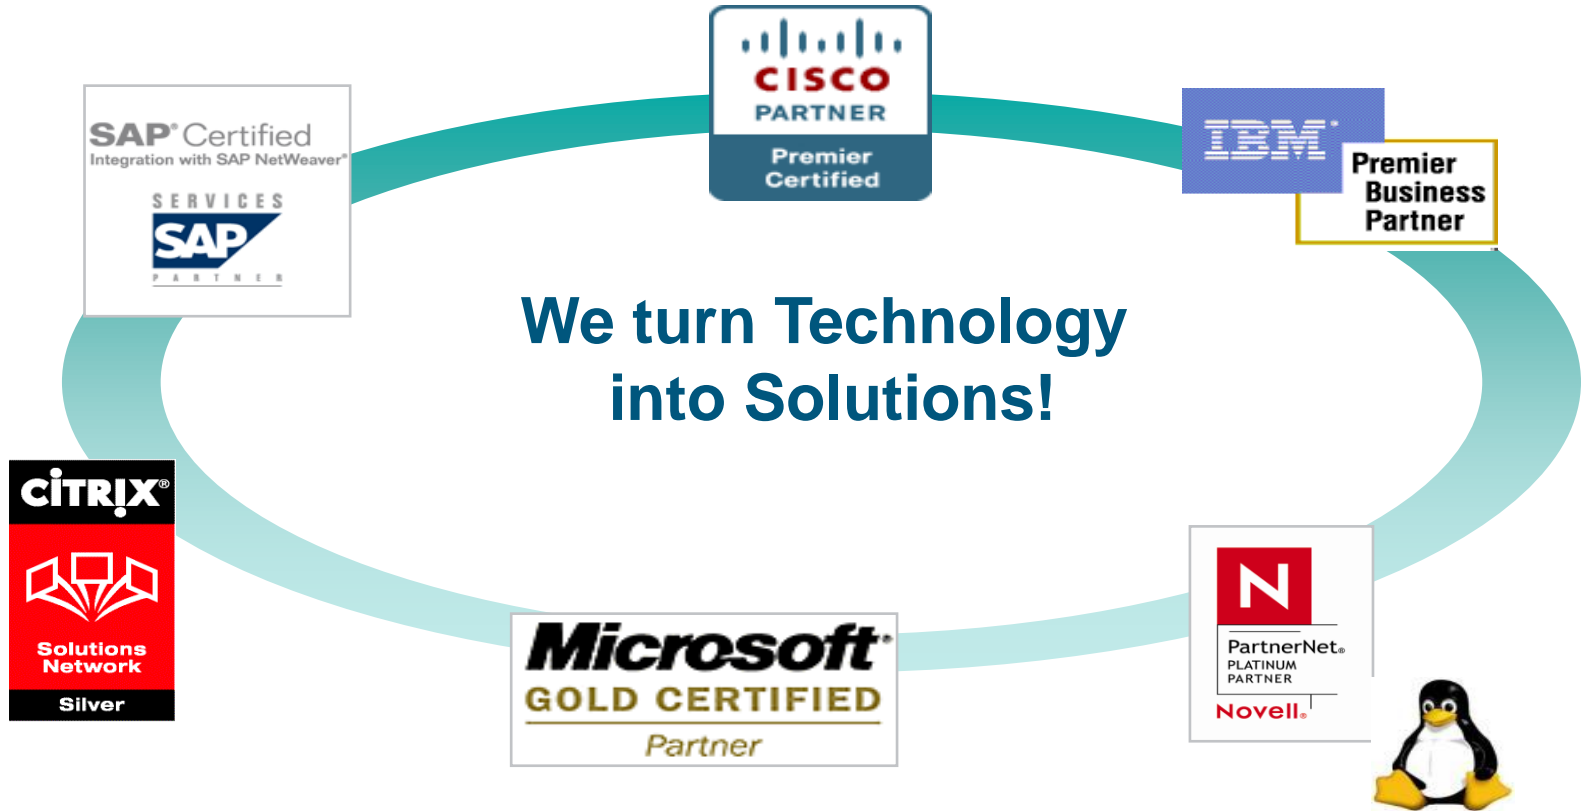 CISCO
PARTNER
Premier
Certified
SAP® Certified
Integration with SAP NetWeaver®
SERVICES
SAP
PARTNER
IBM®
Premier
Business
Partner
We turn Technology
into Solutions!
CITRIX®
Solutions
Network
Silver
Microsoft®
GOLD CERTIFIED
Partner
N
PartnerNet®
PLATINUM
PARTNER
Novell®